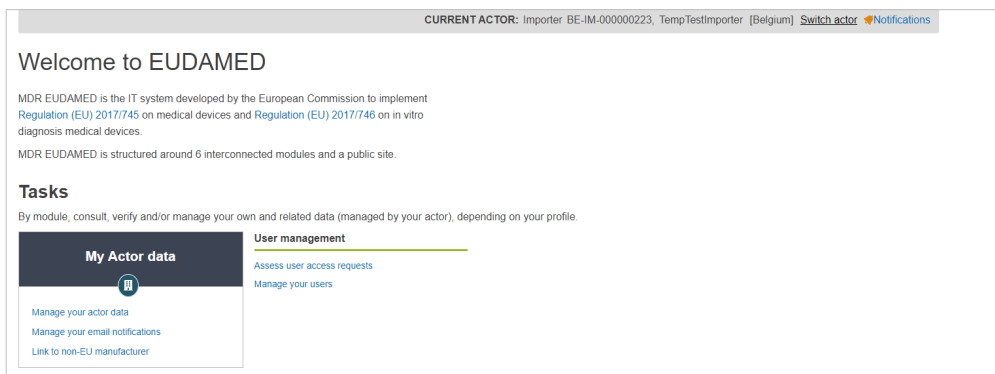 CURRENT ACTOR: Importer BE-IM-000000223, TempTestImporter [Belgium] Switch actor Notifications
Welcome to EUDAMED
MDR EUDAMED is the IT system developed by the European Commission to implement
Regulation (EU) 2017/745 on medical devices and Regulation (EU) 2017/746 on in vitro
diagnosis medical devices.
MDR EUDAMED is structured around 6 interconnected modules and a public site.
Tasks
By module, consult, verify and/or manage your own and related data (managed by your actor), depending on your profile.
My Actor data
Manage your actor data
Manage your email notifications
Link to non-EU manufacturer
User management
Assess user access requests
Manage your users